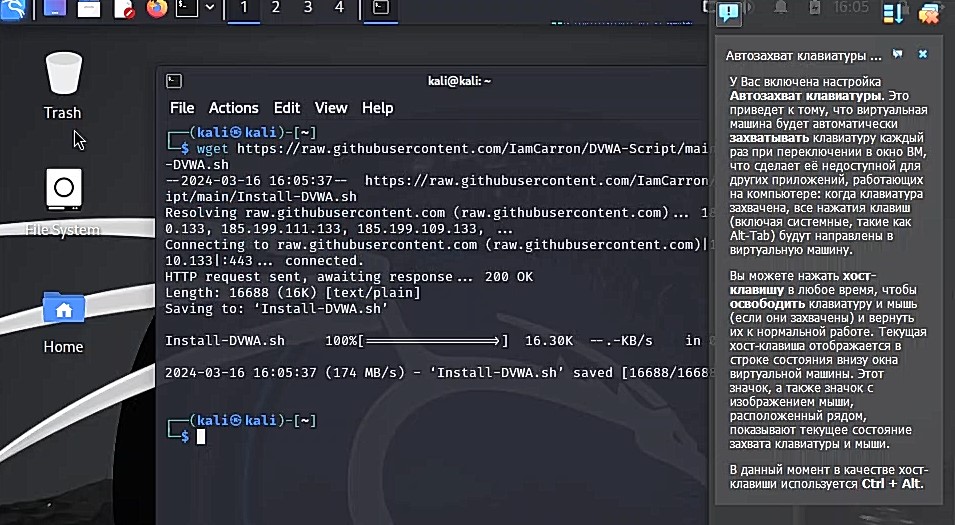 1 2 3 4
16:05
Trash
File System
Home
kali@kali: ~
File Actions Edit View Help
(kali㉿kali)-[~]
$ wget https://raw.githubusercontent.com/IamCarron/DVWA-Script/mai
-DVWA.sh
--2024-03-16 16:05:37-- https://raw.githubusercontent.com/IamCarron
ipt/main/Install-DVWA.sh
Resolving raw.githubusercontent.com (raw.githubusercontent.com)...
0.133, 185.199.111.133, 185.199.109.133, ...
Connecting to raw.githubusercontent.com (raw.githubusercontent.com)|
10.133|:443... connected.
HTTP request sent, awaiting response... 200 OK
Length: 16688 (16K) [text/plain]
Saving to: ‘Install-DVWA.sh’
Install-DVWA.sh 100%[===================>] 16.30K --.-KB/s in
2024-03-16 16:05:37 (174 MB/s) - ‘Install-DVWA.sh’ saved [16688/1668
(kali㉿kali)-[~]
$
Автозахват клавиатуры ...
У Вас включена настройка
Автозахват клавиатуры. Это
приведет к тому, что виртуальная
машина будет автоматически
захватывать клавиатуру каждый
раз при переключении в окно ВМ,
что сделает её недоступной для
других приложений, работающих
на компьютере: когда клавиатура
захвачена, все нажатия клавиш
(включая системные, такие как
Alt-Tab) будут направлены в
виртуальную машину.
Вы можете нажать хост-
клавишу в любое время, чтобы
освободить клавиатуру и мышь
(если они захвачены) и вернуть
их к нормальной работе. Текущая
хост-клавиша отображается в
строке состояния внизу окна
виртуальной машины. Этот
значок, а также значок с
изображением мыши,
расположенный рядом,
показывают текущее состояние
захвата клавиатуры и мыши.
В данный момент в качестве хост-
клавиши используется Ctrl + Alt.